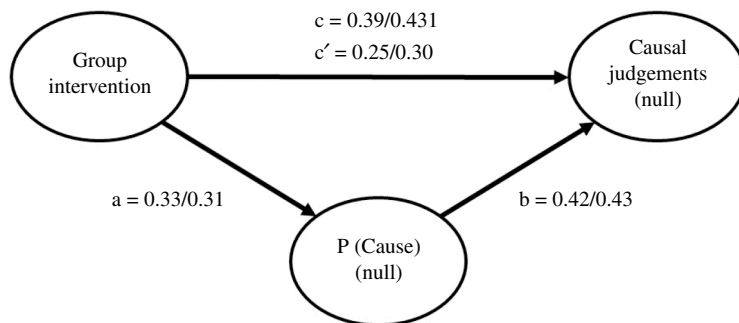 c = 0.39/0.431
c′ = 0.25/0.30
Group
intervention
Causal
judgements
(null)
a = 0.33/0.31
b = 0.42/0.43
P (Cause)
(null)